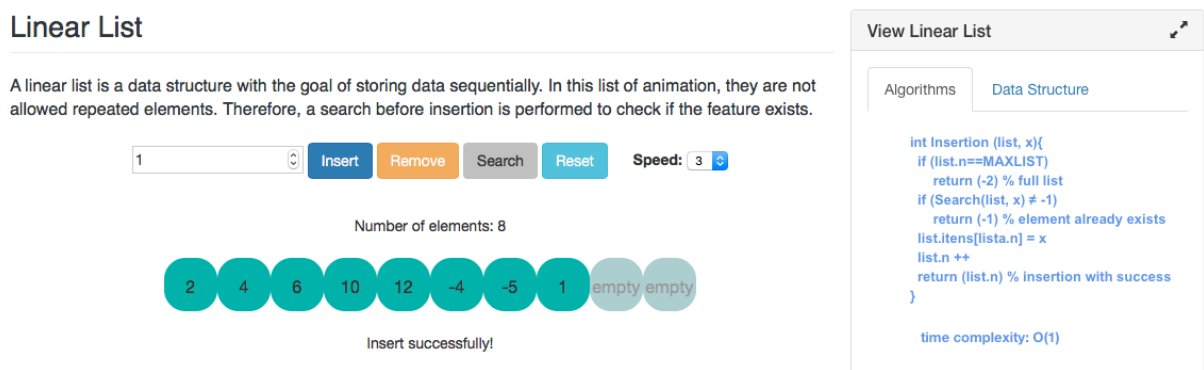 Linear List
A linear list is a data structure with the goal of storing data sequentially. In this list of animation, they are not
allowed repeated elements. Therefore, a search before insertion is performed to check if the feature exists.
1 Insert Remove Search Reset Speed: 3
Number of elements: 8
2 4 6 10 12 -4 -5 1 empty empty
Insert successfully!
View Linear List
Algorithms Data Structure
int Insertion (list, x){
if (list.n==MAXLIST)
return (-2) % full list
if (Search(list, x) ≠ -1)
return (-1) % element already exists
list.itens[lista.n] = x
list.n ++
return (list.n) % insertion with success
}
time complexity: O(1)